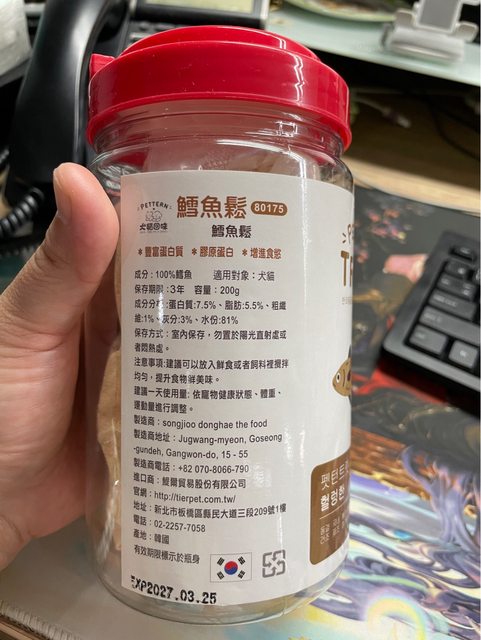 PETTERN
犬貓回味
鱈魚鬆 80175
鱈魚鬆
＊豐富蛋白質 ＊膠原蛋白 ＊增進食慾
成分：100%鱈魚 適用對象：犬貓
保存期限：3年 容量：200g
成分分析：蛋白質:7.5%、脂肪:5.5%、粗纖
維:1%、灰分:3%、水份:81%
保存方式：室內保存，勿置於陽光直射處或
者悶熱處。
注意事項:建議可以放入鮮食或者飼料裡攪拌
均勻，提升食物鮮美味。
建議一天使用量: 依寵物健康狀態、體重、
運動量進行調整。
製造商：songjioo donghae the food
製造商地址：Jugwang-myeon, Goseong
-gundeh, Gangwon-do, 15 - 55
製造商電話：+82 070-8066-790
進口商：鯷爾貿易股份有限公司
官網：http://tierpet.com.tw/
地址：新北市板橋區縣民大道三段209號1樓
電話：02-2257-7058
產地：韓國
有效期限標示於瓶身
EXP2027.03.25